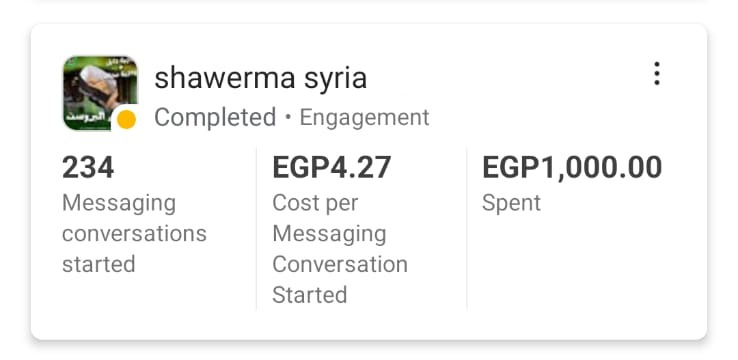 shawerma syria
Completed • Engagement
234
Messaging
conversations
started
EGP4.27
Cost per
Messaging
Conversation
Started
EGP1,000.00
Spent